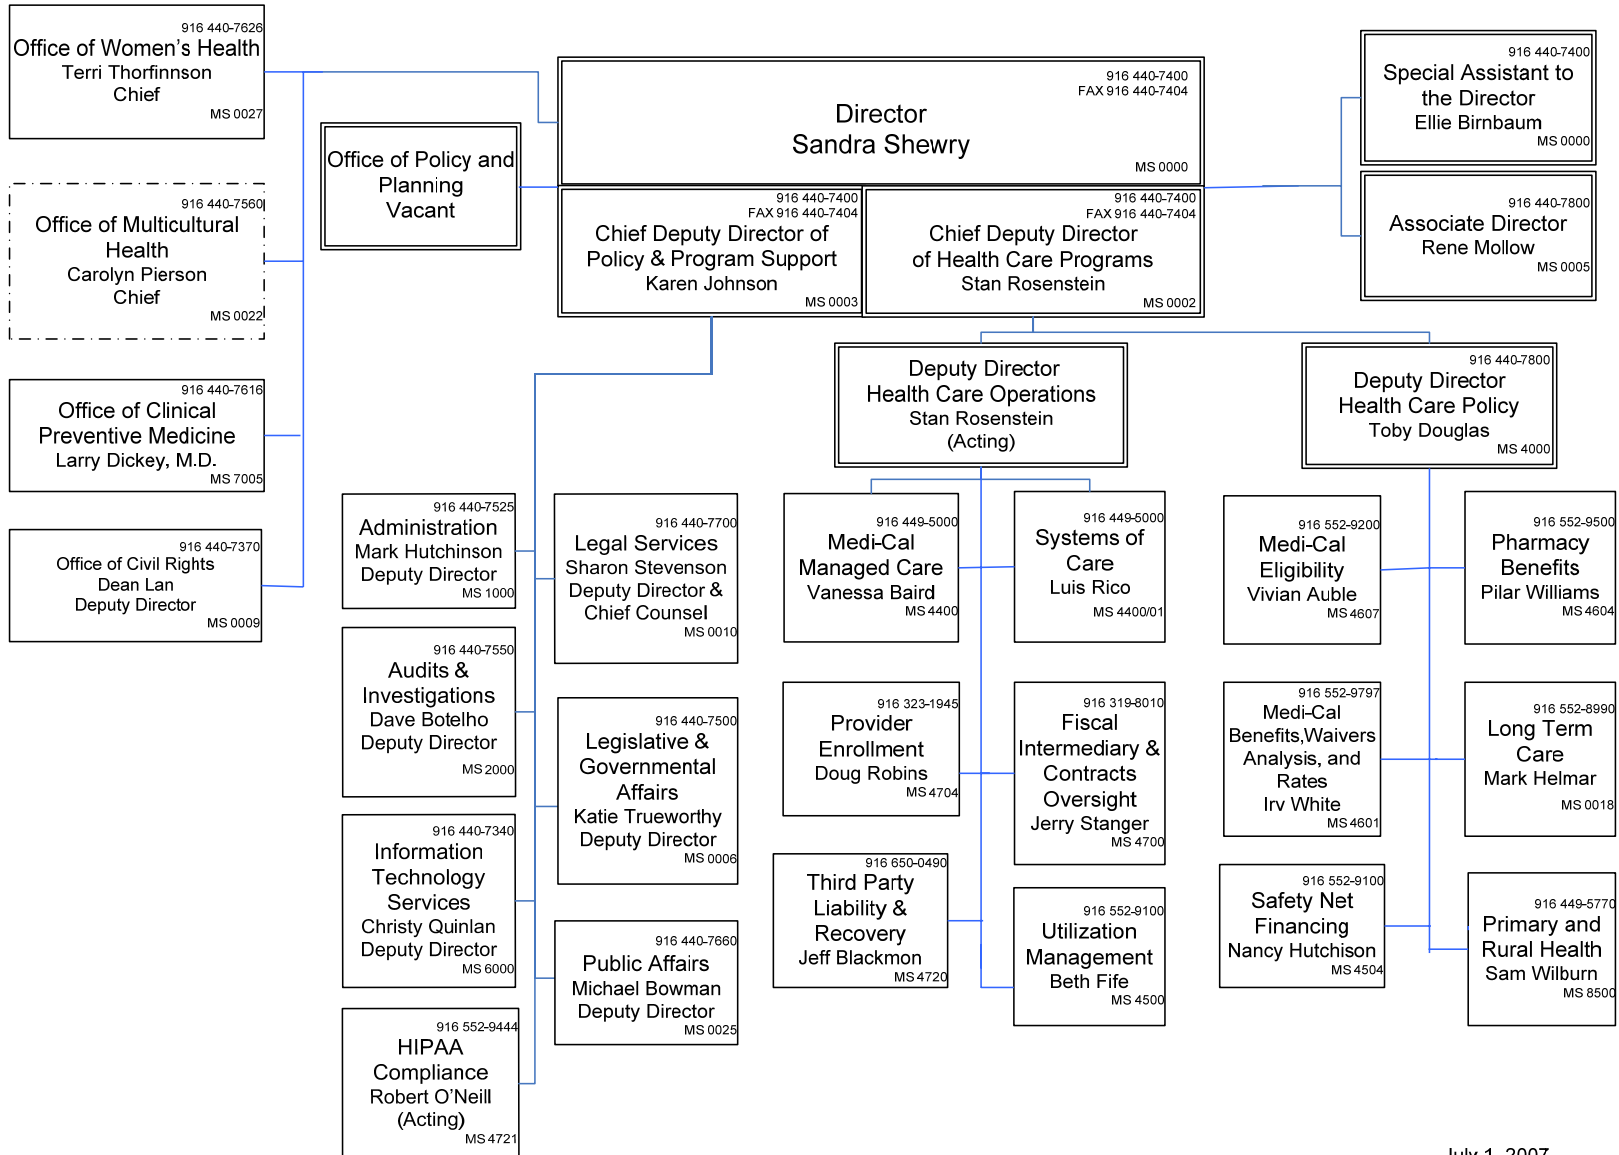 916 440-7626
Office of Women's Health
Terri Thorfinnson
Chief
MS 0027
916 440-7560
Office of Multicultural
Health
Carolyn Pierson
Chief
MS 0022
916 440-7616
Office of Clinical
Preventive Medicine
Larry Dickey, M.D.
MS 7005
916 440-7370
Office of Civil Rights
Dean Lan
Deputy Director
MS 0009
Office of Policy and
Planning
Vacant
916 440-7400
FAX 916 440-7404
Director
Sandra Shewry
MS 0000
916 440-7400
FAX 916 440-7404
Chief Deputy Director of
Policy & Program Support
Karen Johnson
MS 0003
916 440-7400
FAX 916 440-7404
Chief Deputy Director
of Health Care Programs
Stan Rosenstein
MS 0002
916 440-7400
Special Assistant to
the Director
Ellie Birnbaum
MS 0000
916 440-7800
Associate Director
Rene Mollow
MS 0005
Deputy Director
Health Care Operations
Stan Rosenstein
(Acting)
916 440-7800
Deputy Director
Health Care Policy
Toby Douglas
MS 4000
916 440-7525
Administration
Mark Hutchinson
Deputy Director
MS 1000
916 440-7700
Legal Services
Sharon Stevenson
Deputy Director &
Chief Counsel
MS 0010
916 440-7550
Audits &
Investigations
Dave Botelho
Deputy Director
MS 2000
916 440-7500
Legislative &
Governmental
Affairs
Katie Trueworthy
Deputy Director
MS 0006
916 440-7340
Information
Technology
Services
Christy Quinlan
Deputy Director
MS 6000
916 440-7660
Public Affairs
Michael Bowman
Deputy Director
MS 0025
916 552-9444
HIPAA
Compliance
Robert O'Neill
(Acting)
MS 4721
916 449-5000
Medi-Cal
Managed Care
Vanessa Baird
MS 4400
916 449-5000
Systems of
Care
Luis Rico
MS 4400/01
916 323-1945
Provider
Enrollment
Doug Robins
MS 4704
916 319-8010
Fiscal
Intermediary &
Contracts
Oversight
Jerry Stanger
MS 4700
916 650-0490
Third Party
Liability &
Recovery
Jeff Blackmon
MS 4720
916 552-9100
Utilization
Management
Beth Fife
MS 4500
916 552-9200
Medi-Cal
Eligibility
Vivian Auble
MS 4607
916 552-9500
Pharmacy
Benefits
Pilar Williams
MS 4604
916 552-9797
Medi-Cal
Benefits,Waivers
Analysis, and
Rates
Irv White
MS 4601
916 552-8990
Long Term
Care
Mark Helmar
MS 0018
916 552-9100
Safety Net
Financing
Nancy Hutchison
MS 4504
916 449-5770
Primary and
Rural Health
Sam Wilburn
MS 8500
July 1, 2007